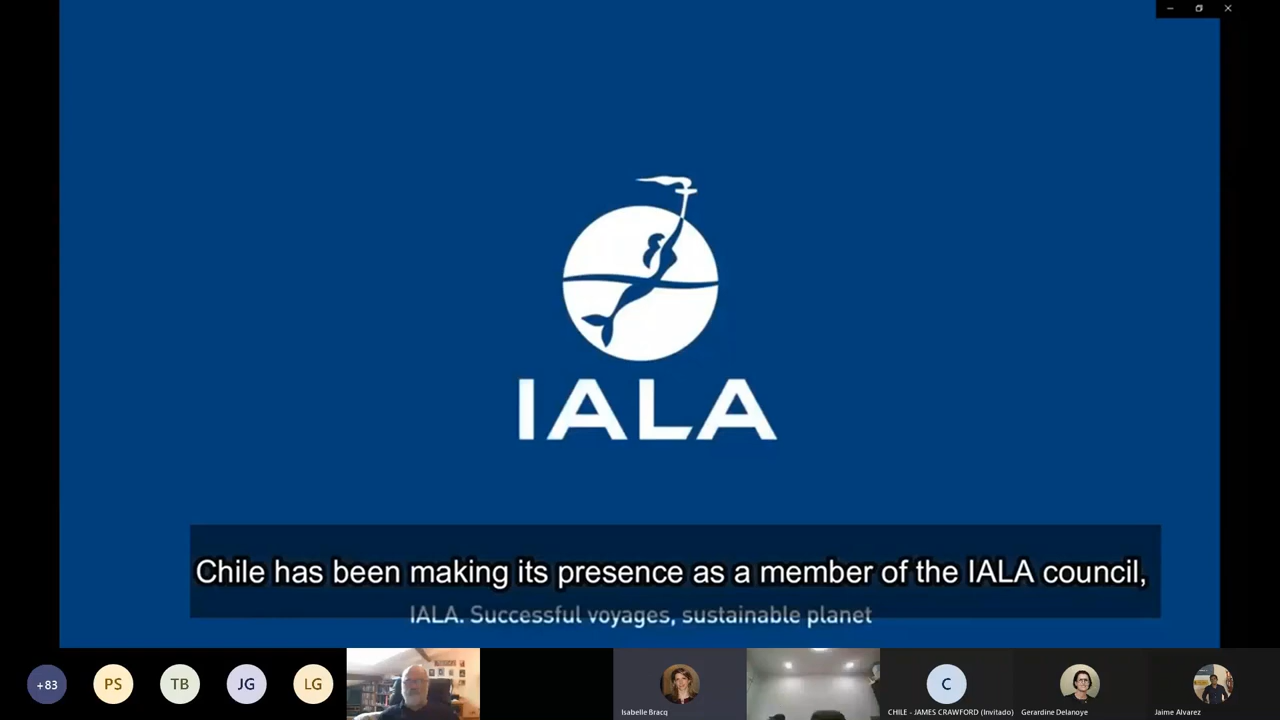 IALA
Chile has been making its presence as a member of the IALA council,
IALA. Successful voyages, sustainable planet
+83
PS
TB
JG
LG
Isabelle Bracq
C
CHILE - JAMES CRAWFORD (Invitado)
Gerardine Delanoye
Jaime Alvarez